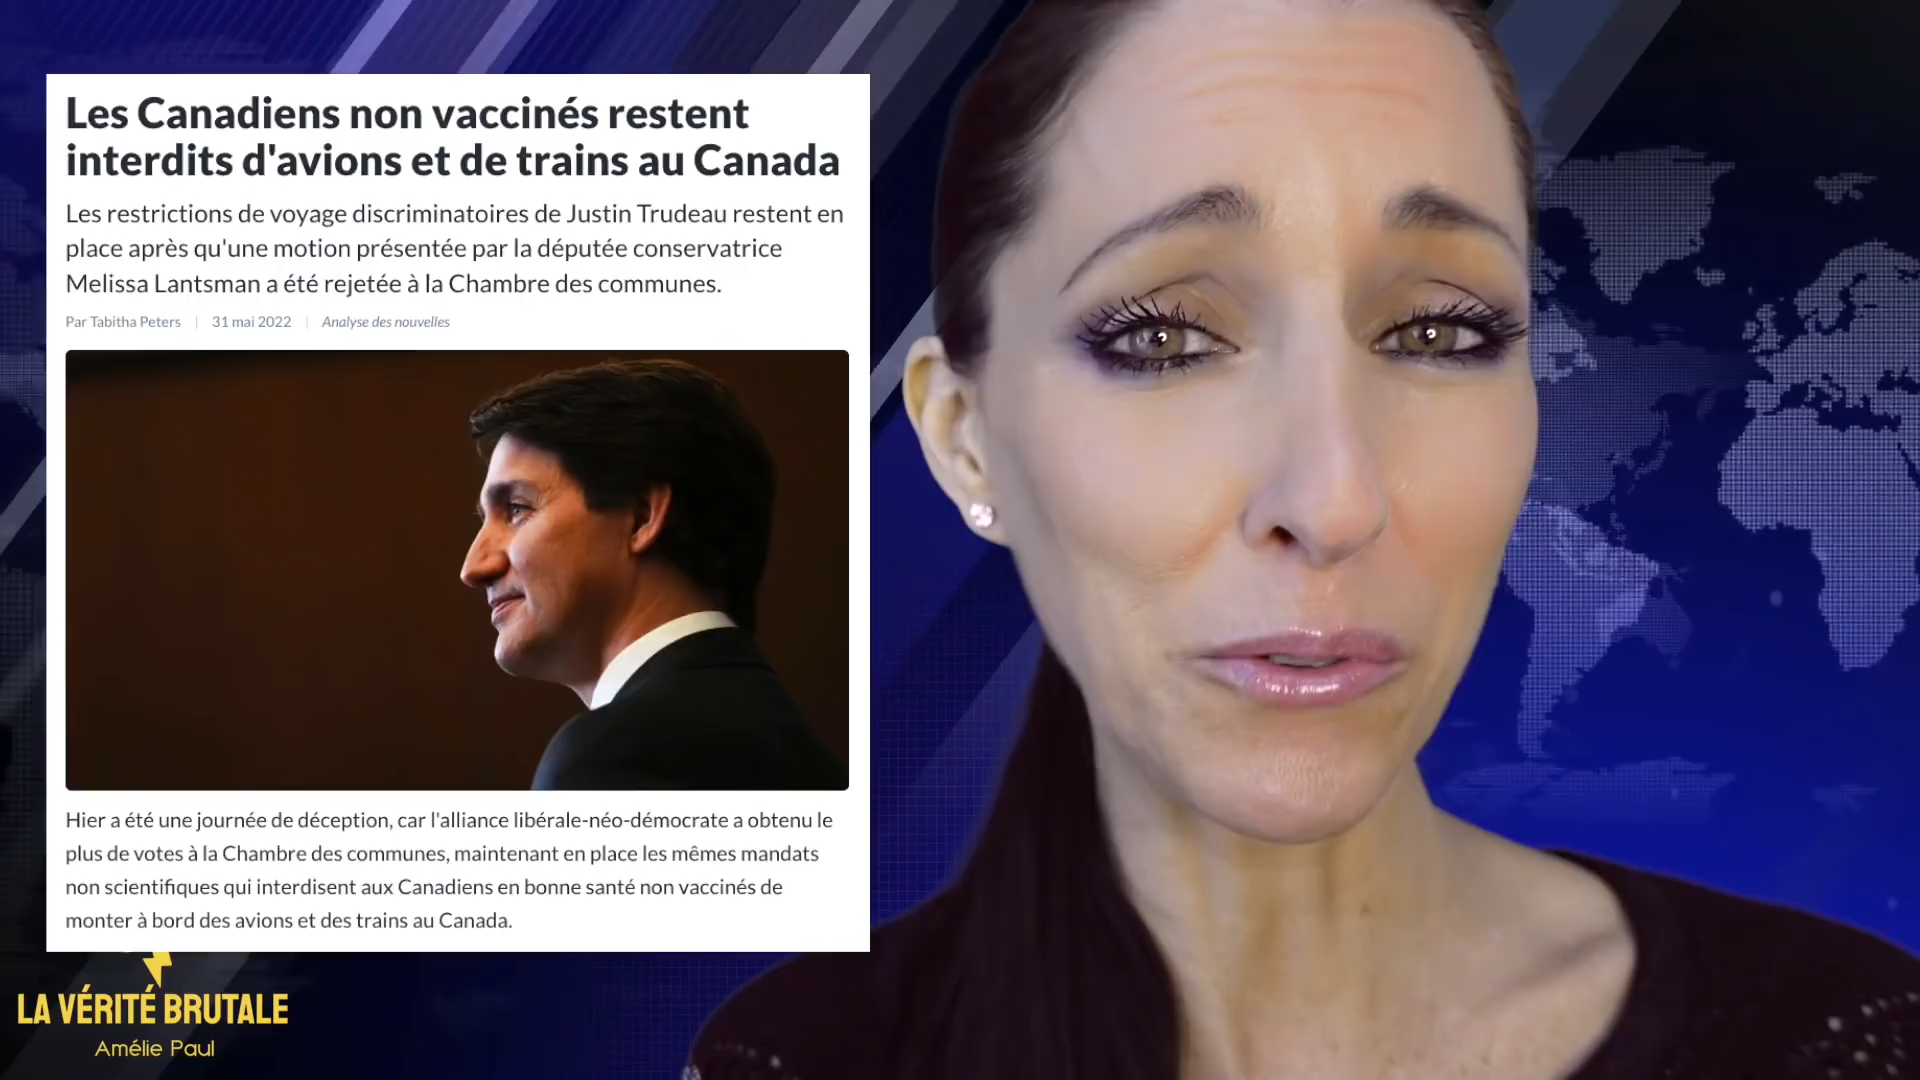 Les Canadiens non vaccinés restent
interdits d'avions et de trains au Canada
Les restrictions de voyage discriminatoires de Justin Trudeau restent en
place après qu'une motion présentée par la députée conservatrice
Melissa Lantsman a été rejetée à la Chambre des communes.
Par Tabitha Peters | 31 mai 2022 | Analyse des nouvelles
Hier a été une journée de déception, car l'alliance libérale-néo-démocrate a obtenu le
plus de votes à la Chambre des communes, maintenant en place les mêmes mandats
non scientifiques qui interdisent aux Canadiens en bonne santé non vaccinés de
monter à bord des avions et des trains au Canada.
LA VÉRITÉ BRUTALE
Amélie Paul